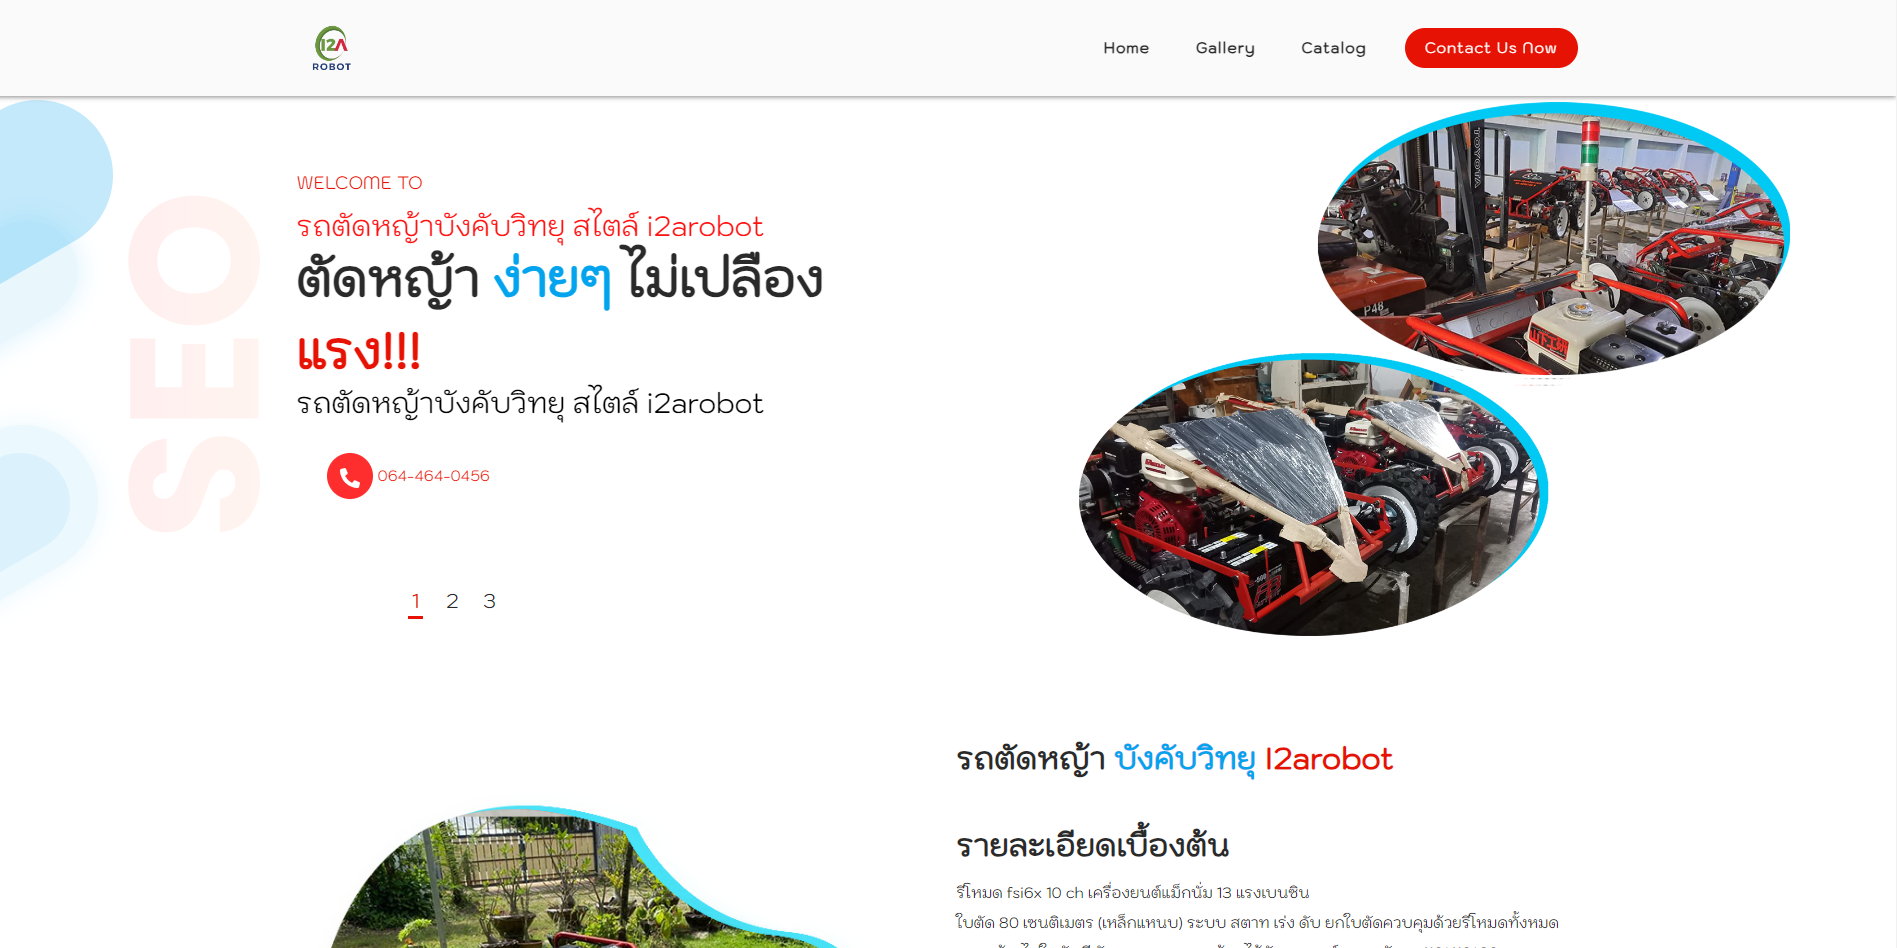 I2A
ROBOT
Home
Gallery
Catalog
Contact Us Now
SEO
WELCOME TO
รถตัดหญ้าบังคับวิทยุ สไตล์ i2arobot
ตัดหญ้า ง่ายๆ ไม่เปลือง
แรง!!!
รถตัดหญ้าบังคับวิทยุ สไตล์ i2arobot
064-464-0456
1 2 3
TOYOTA
P48
รถตัดหญ้า บังคับวิทยุ I2arobot
รายละเอียดเบื้องต้น
รีโหมด fsi6x 10 ch เครื่องยนต์แม็กนั่ม 13 แรงเบนซิน
ใบตัด 80 เซนติเมตร (เหล็กแหนบ) ระบบ สตาท เร่ง ดับ ยกใบตัดควบคุมด้วยรีโหมดทั้งหมด